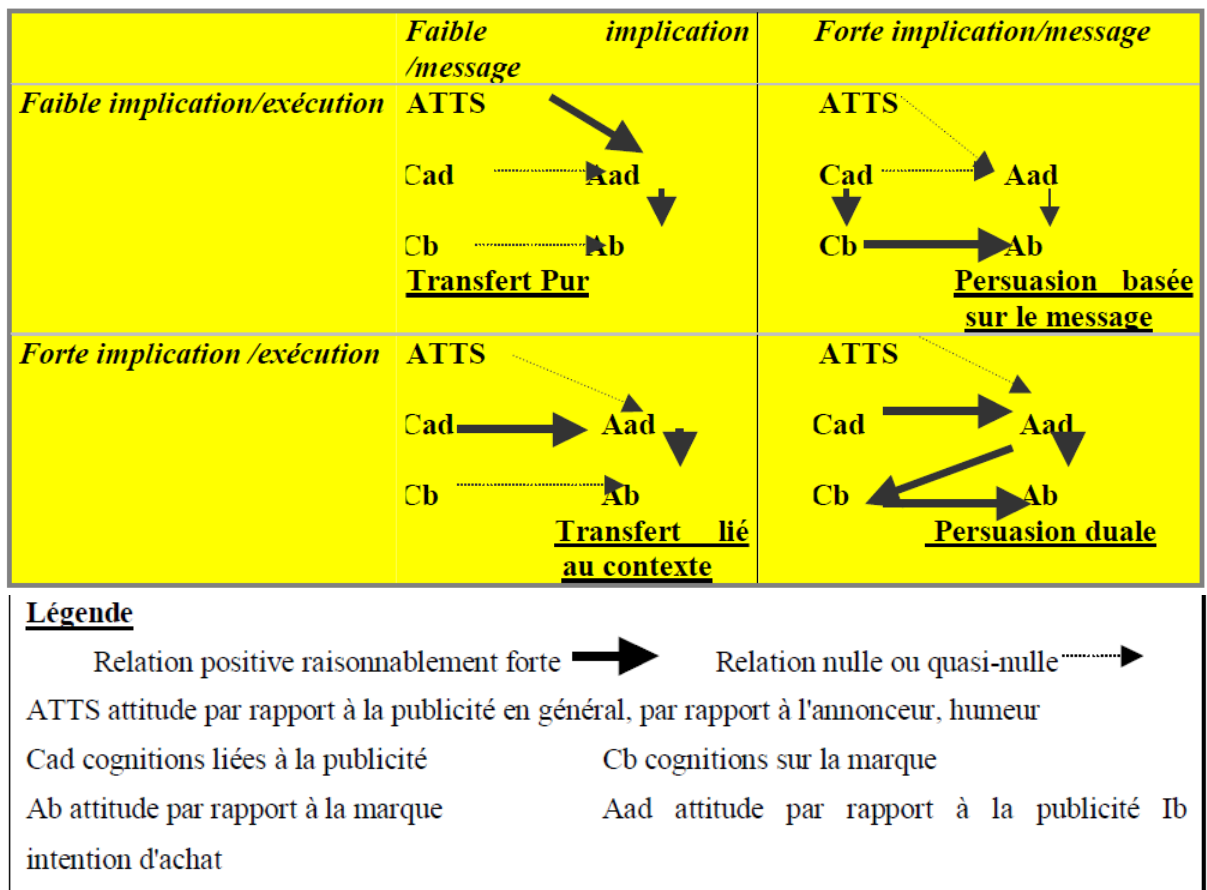 Faible implication /message
Forte implication/message
Faible implication/exécution
ATTS
Cad Aad
Cb Ab
Transfert Pur
ATTS
Cad Aad
Cb Ab
Persuasion basée
sur le message
Forte implication /exécution
ATTS
Cad Aad
Cb Ab
Transfert lié
au contexte
ATTS
Cad Aad
Cb Ab
Persuasion duale
Légende
Relation positive raisonnablement forte Relation nulle ou quasi-nulle
ATTS attitude par rapport à la publicité en général, par rapport à l'annonceur, humeur
Cad cognitions liées à la publicité Cb cognitions sur la marque
Ab attitude par rapport à la marque Aad attitude par rapport à la publicité Ib
intention d'achat